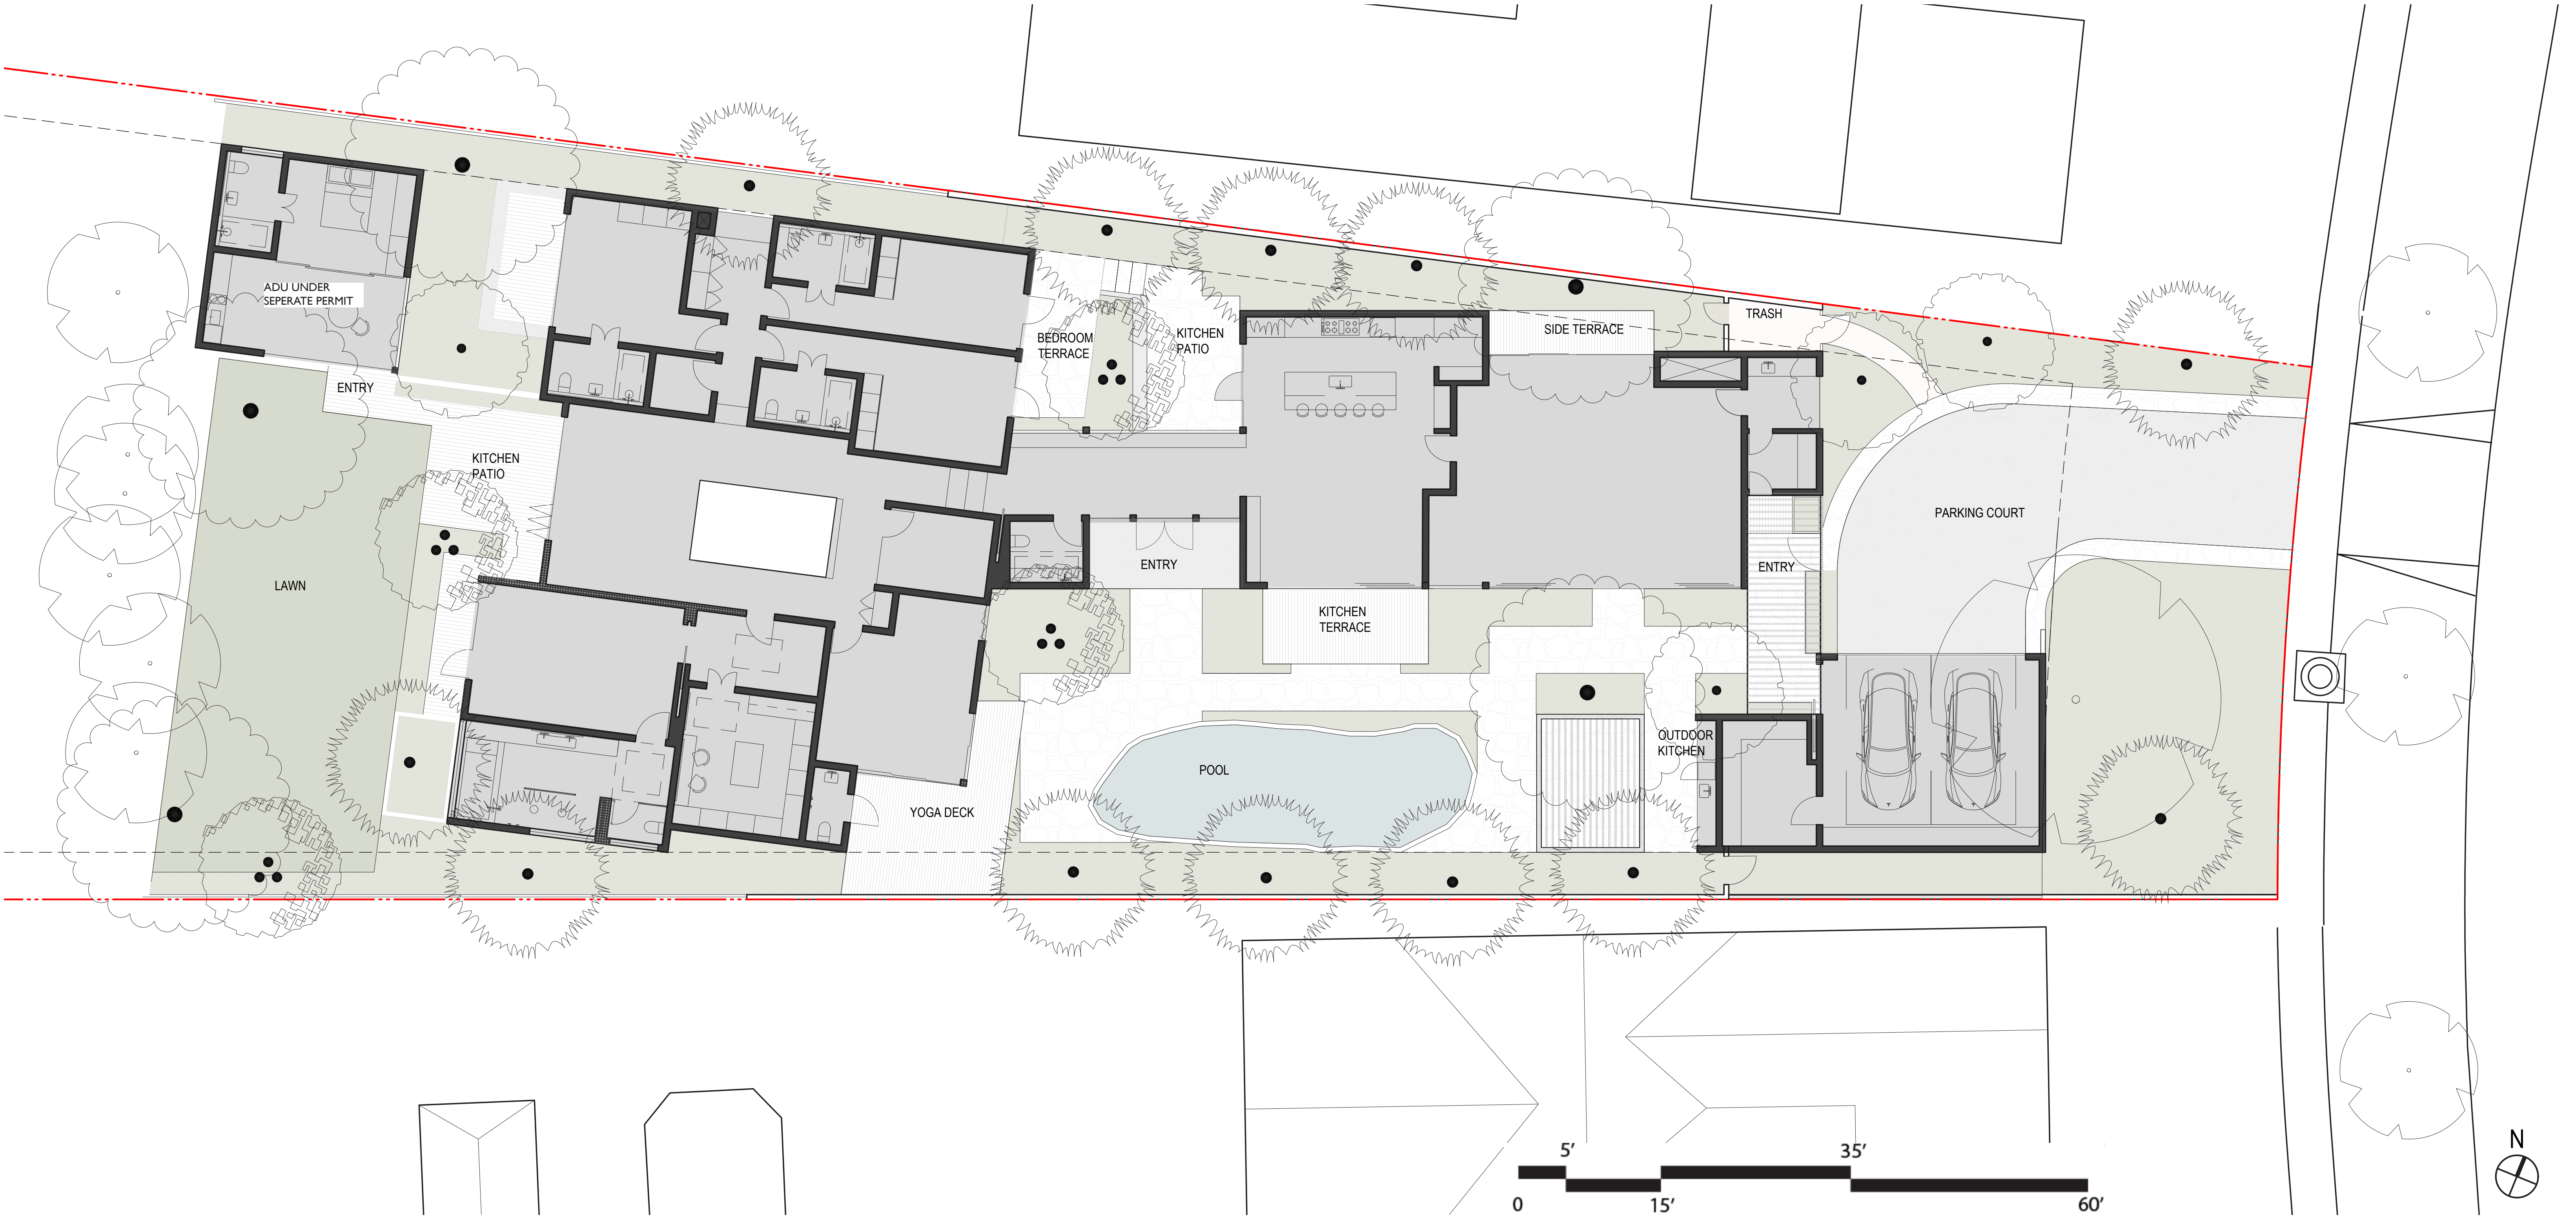 ADU UNDER
SEPERATE PERMIT
ENTRY
KITCHEN
PATIO
LAWN
BEDROOM
TERRACE
KITCHEN
PATIO
SIDE TERRACE
TRASH
PARKING COURT
ENTRY
ENTRY
KITCHEN
TERRACE
OUTDOOR
KITCHEN
POOL
YOGA DECK
5’
35’
0
15’
60’
N